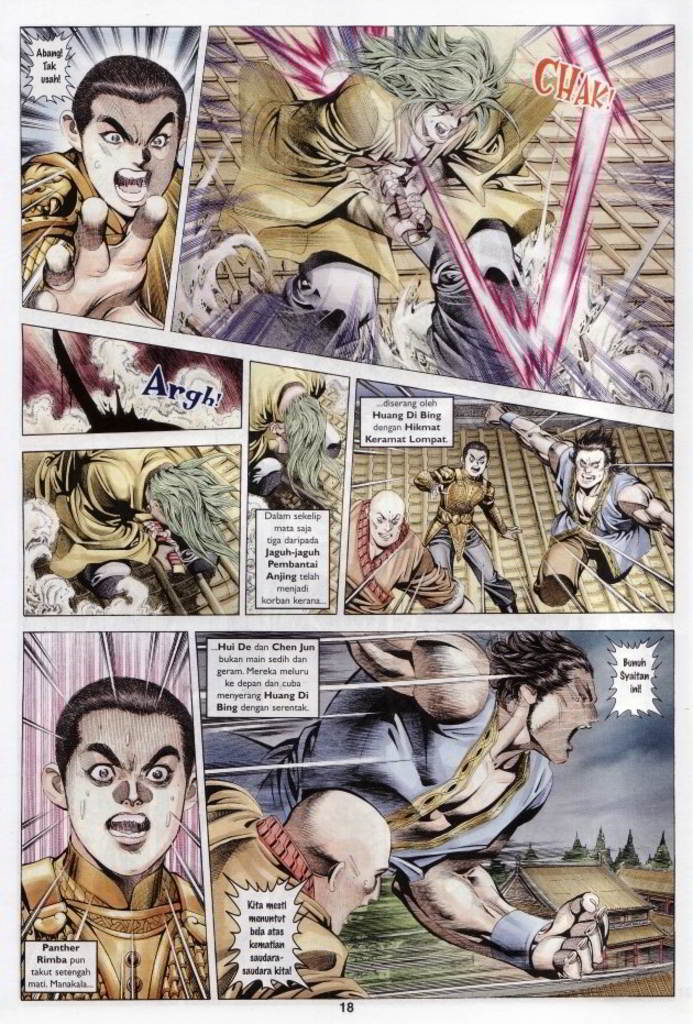 Abang!
Tak
usah!
CHAK!
Argh!
Dalam sekelip
mata saja
tiga daripada
Jaguh-jaguh
Pembantai
Anjing telah
menjadi
korban kerana...
...diserang oleh
Huang Di Bing
dengan Hikmat
Keramat Lompat.
Panther
Rimba pun
takut setengah
mati. Manakala...
...Hui De dan Chen Jun
bukan main sedih dan
geram. Mereka meluru
ke depan dan cuba
menyerang Huang Di
Bing dengan serentak.
Bunuh
Syaitan
ini!
Kita mesti
menuntut
bela atas
kematian
saudara-
saudara kita!
18